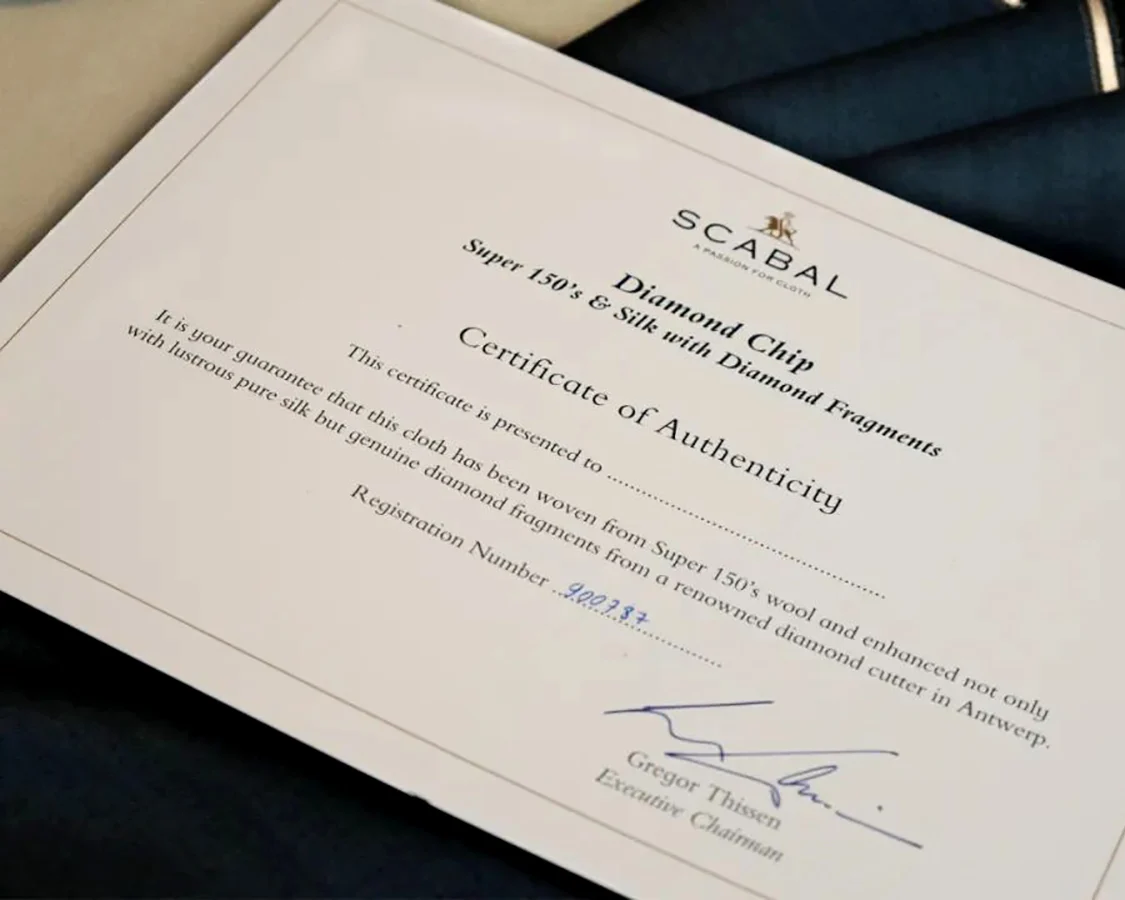 SCABAL
A PASSION FOR CLOTH
Diamond Chip
Super 150's & Silk with Diamond Fragments
Certificate of Authenticity
This certificate is presented to ........................................
It is your guarantee that this cloth has been woven from Super 150's wool and enhanced not only
with lustrous pure silk but genuine diamond fragments from a renowned diamond cutter in Antwerp.
Registration Number ..900787..............
Gregor Thissen
Executive Chairman